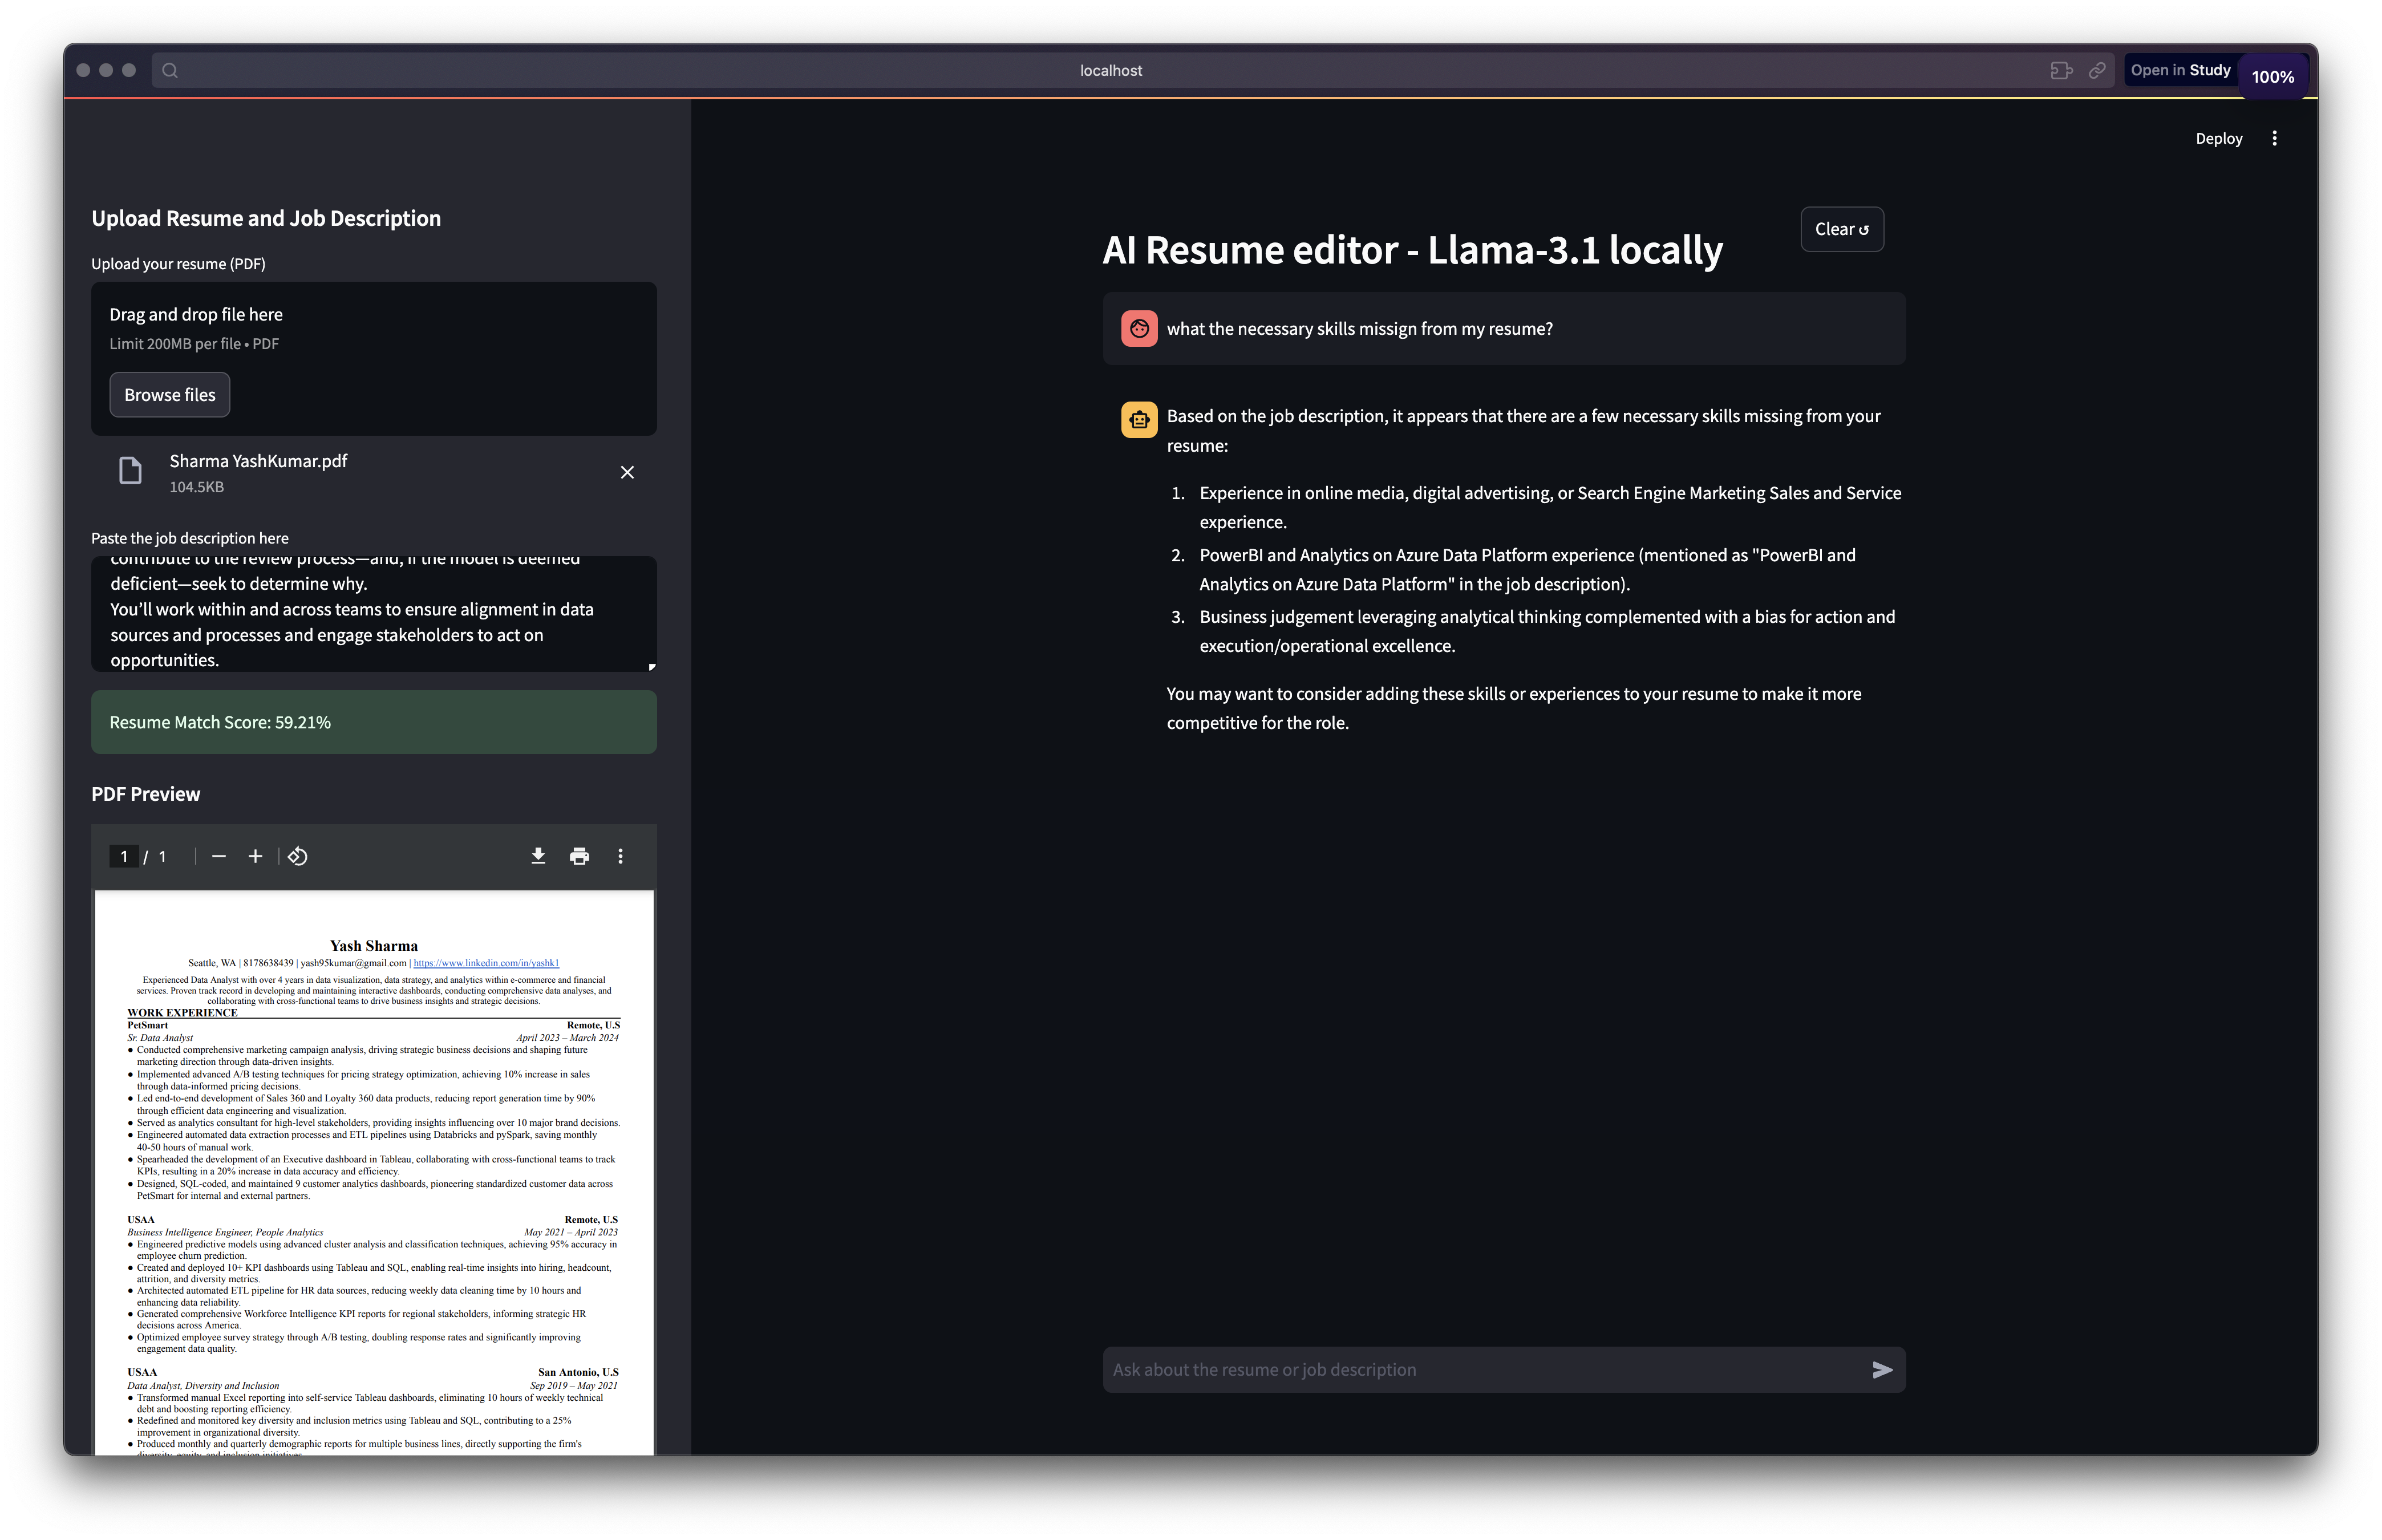 localhost
Open in Study
100%
Deploy
Upload Resume and Job Description
Upload your resume (PDF)
Drag and drop file here
Limit 200MB per file • PDF
Browse files
Sharma YashKumar.pdf
104.5KB
Paste the job description here
contribute to the review process—and, if the model is deemed
deficient—seek to determine why.
You’ll work within and across teams to ensure alignment in data
sources and processes and engage stakeholders to act on
opportunities.
Resume Match Score: 59.21%
PDF Preview
1 / 1
Yash Sharma
Seattle, WA | 8178638439 | yash95kumar@gmail.com | https://www.linkedin.com/in/yashk1
Experienced Data Analyst with over 4 years in data visualization, data strategy, and analytics within e-commerce and financial
services. Proven track record in developing and maintaining interactive dashboards, conducting comprehensive data analyses, and
collaborating with cross-functional teams to drive business insights and strategic decisions.
WORK EXPERIENCE
PetSmart Remote, U.S
Sr. Data Analyst April 2023 – March 2024
● Conducted comprehensive marketing campaign analysis, driving strategic business decisions and shaping future
marketing direction through data-driven insights.
● Implemented advanced A/B testing techniques for pricing strategy optimization, achieving 10% increase in sales
through data-informed pricing decisions.
● Led end-to-end development of Sales 360 and Loyalty 360 data products, reducing report generation time by 90%
through efficient data engineering and visualization.
● Served as analytics consultant for high-level stakeholders, providing insights influencing over 10 major brand decisions.
● Engineered automated data extraction processes and ETL pipelines using Databricks and pySpark, saving monthly
40-50 hours of manual work.
● Spearheaded the development of an Executive dashboard in Tableau, collaborating with cross-functional teams to track
KPIs, resulting in a 20% increase in data accuracy and efficiency.
● Designed, SQL-coded, and maintained 9 customer analytics dashboards, pioneering standardized customer data across
PetSmart for internal and external partners.
USAA Remote, U.S
Business Intelligence Engineer, People Analytics May 2021 – April 2023
● Engineered predictive models using advanced cluster analysis and classification techniques, achieving 95% accuracy in
employee churn prediction.
● Created and deployed 10+ KPI dashboards using Tableau and SQL, enabling real-time insights into hiring, headcount,
attrition, and diversity metrics.
● Architected automated ETL pipeline for HR data sources, reducing weekly data cleaning time by 10 hours and
enhancing data reliability.
● Generated comprehensive Workforce Intelligence KPI reports for regional stakeholders, informing strategic HR
decisions across America.
● Optimized employee survey strategy through A/B testing, doubling response rates and significantly improving
engagement data quality.
USAA San Antonio, U.S
Data Analyst, Diversity and Inclusion Sep 2019 – May 2021
● Transformed manual Excel reporting into self-service Tableau dashboards, eliminating 10 hours of weekly technical
debt and boosting reporting efficiency.
● Redefined and monitored key diversity and inclusion metrics using Tableau and SQL, contributing to a 25%
improvement in organizational diversity.
● Produced monthly and quarterly demographic reports for multiple business lines, directly supporting the firm's
diversity, equity, and inclusion initiatives.
AI Resume editor - Llama-3.1 locally
Clear ↺
what the necessary skills missign from my resume?
Based on the job description, it appears that there are a few necessary skills missing from your
resume:
1. Experience in online media, digital advertising, or Search Engine Marketing Sales and Service
experience.
2. PowerBI and Analytics on Azure Data Platform experience (mentioned as "PowerBI and
Analytics on Azure Data Platform" in the job description).
3. Business judgement leveraging analytical thinking complemented with a bias for action and
execution/operational excellence.
You may want to consider adding these skills or experiences to your resume to make it more
competitive for the role.
Ask about the resume or job description